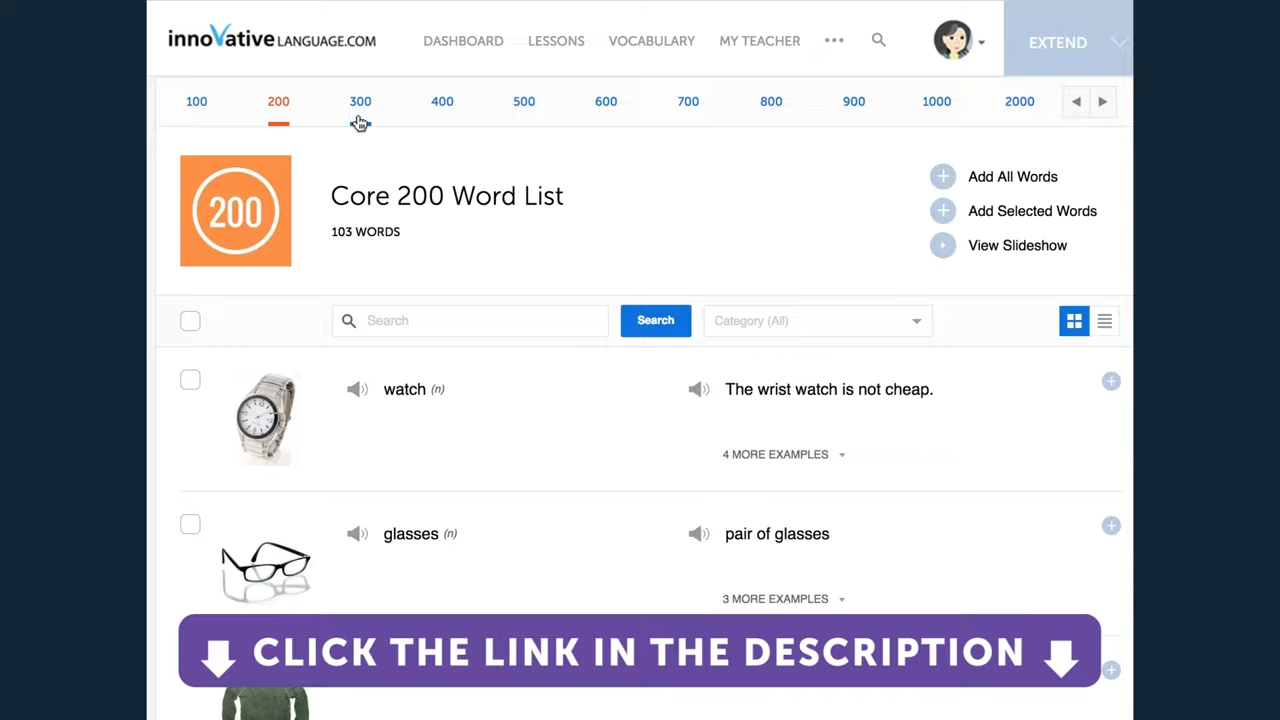 innoVative LANGUAGE.COM DASHBOARD LESSONS VOCABULARY MY TEACHER EXTEND
100 200 300 400 500 600 700 800 900 1000 2000
200
Core 200 Word List
103 WORDS
Add All Words
Add Selected Words
View Slideshow
Search Search Category (All)
watch (n) The wrist watch is not cheap.
4 MORE EXAMPLES
glasses (n) pair of glasses
3 MORE EXAMPLES
CLICK THE LINK IN THE DESCRIPTION